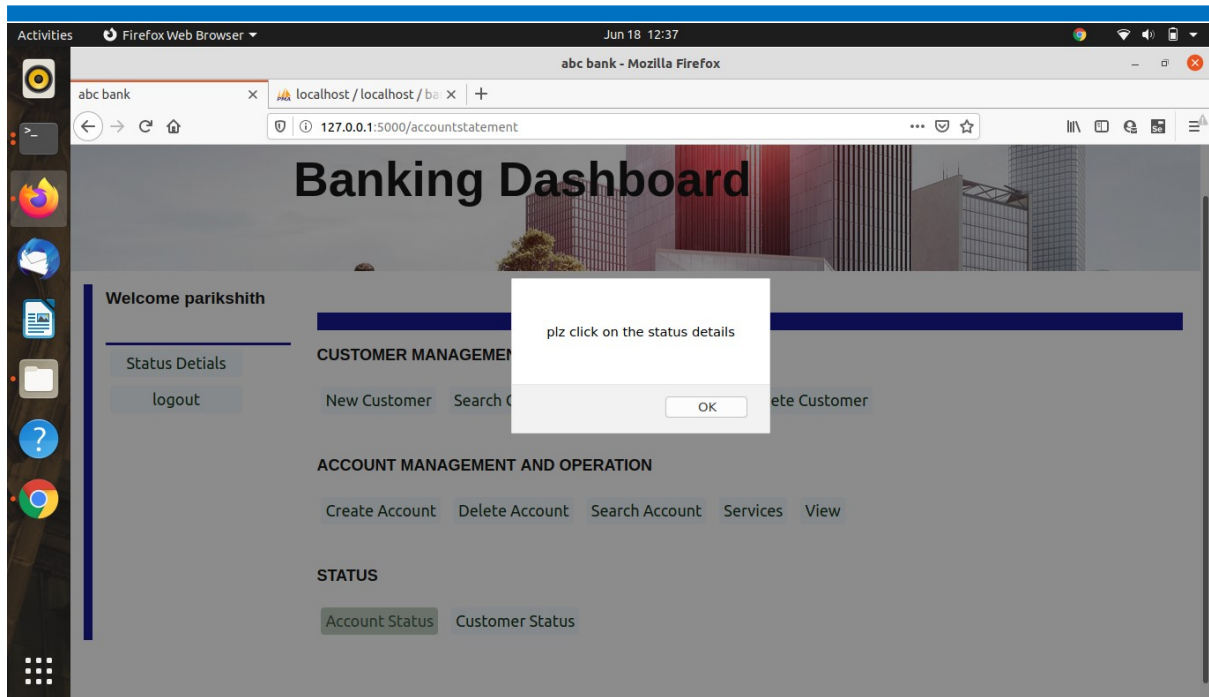 Activities Firefox Web Browser Jun 18 12:37
abc bank - Mozilla Firefox
abc bank localhost / localhost / ba
127.0.0.1:5000/accountstatement
Banking Dashboard
Welcome parikshith
plz click on the status details
Status Detials
CUSTOMER MANAGEMEN
logout
New Customer Search OK ete Customer
ACCOUNT MANAGEMENT AND OPERATION
Create Account Delete Account Search Account Services View
STATUS
Account Status Customer Status